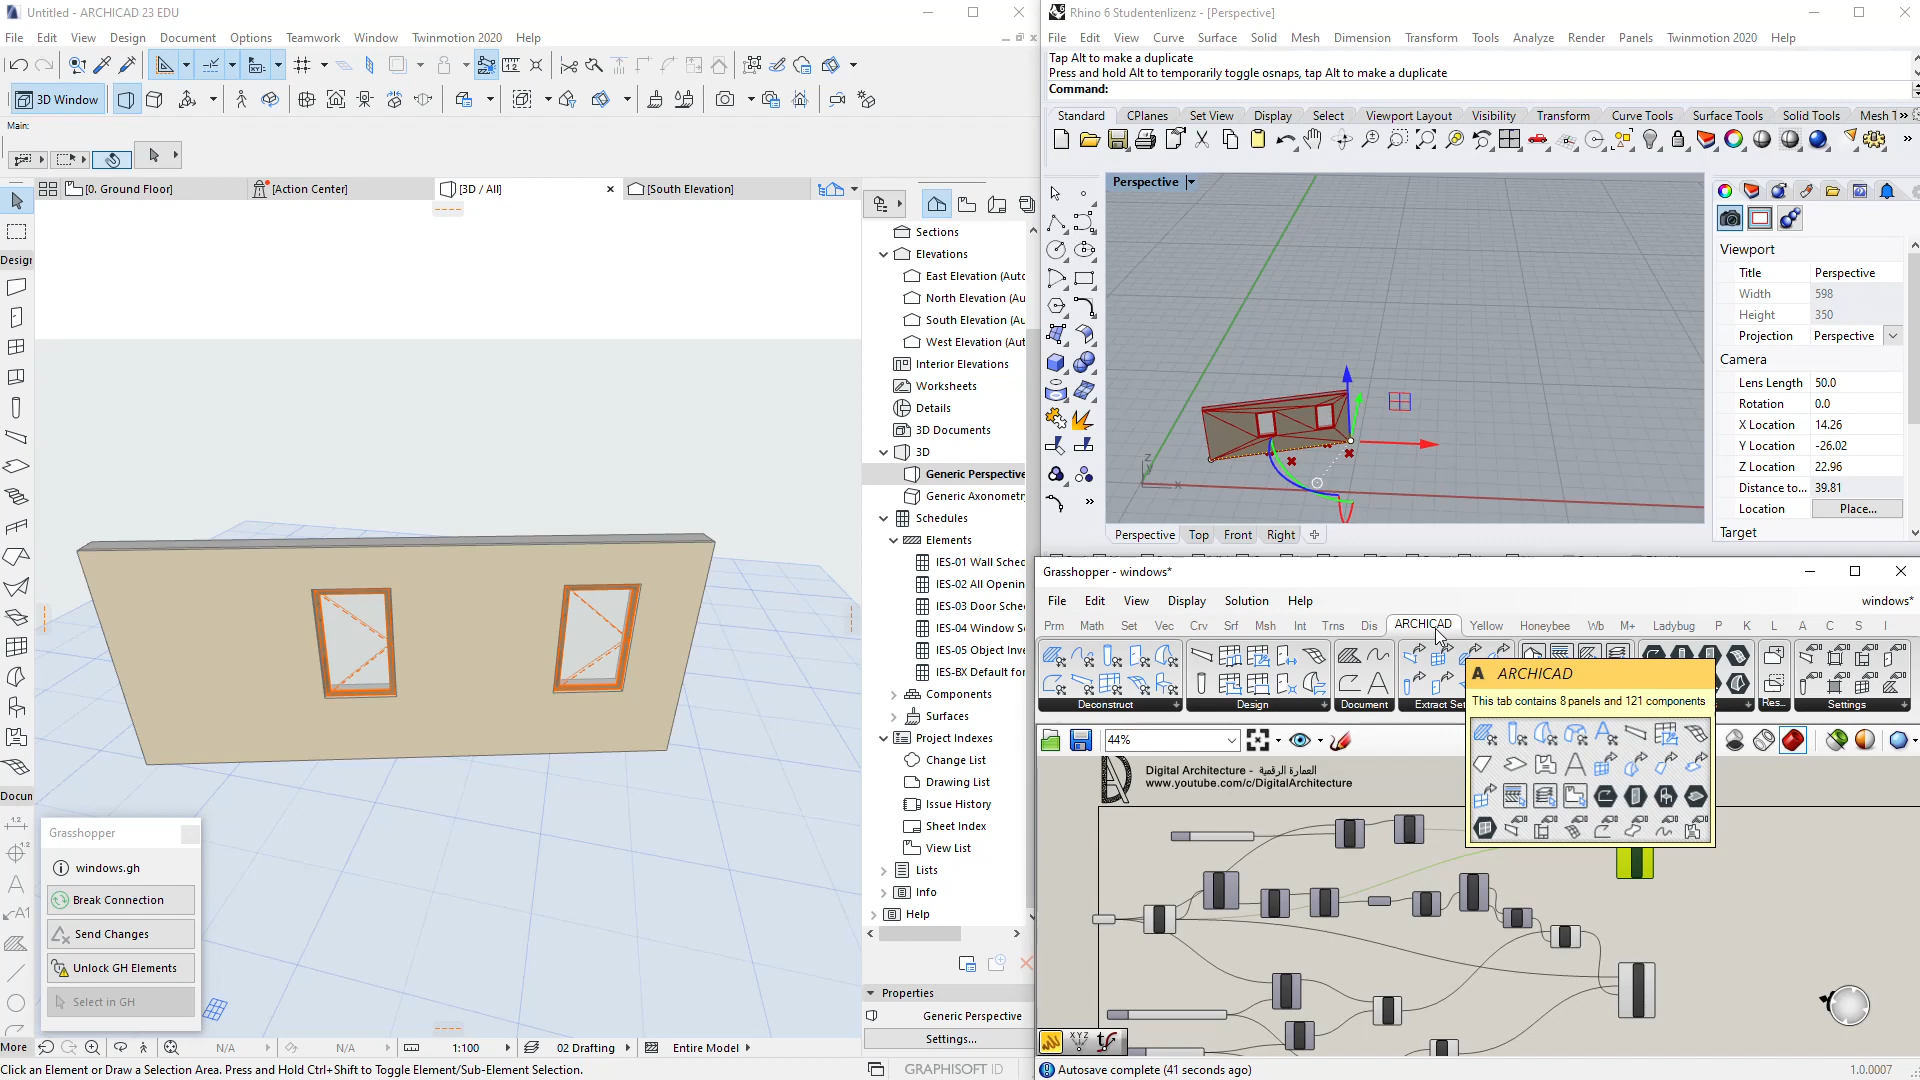 Untitled - ARCHICAD 23 EDU
File Edit View Design Document Options Teamwork Window Twinmotion 2020 Help
3D Window
Main:
[0. Ground Floor]
[Action Center]
[3D / All]
[South Elevation]
Design
More
Sections
Elevations
East Elevation (Auto
North Elevation (Au
South Elevation (Au
West Elevation (Aut
Interior Elevations
Worksheets
Details
3D Documents
3D
Generic Perspective
Generic Axonometr
Schedules
Elements
IES-01 Wall Sched
IES-02 All Openin
IES-03 Door Sche
IES-04 Window S
IES-05 Object Inve
IES-BX Default fo
Components
Surfaces
Project Indexes
Change List
Drawing List
Issue History
Sheet Index
View List
Lists
Info
Help
Properties
Generic Perspective
Settings...
Grasshopper
windows.gh
Break Connection
Send Changes
Unlock GH Elements
Select in GH
N/A
N/A
1:100
02 Drafting
Entire Model
Click an Element or Draw a Selection Area. Press and Hold Ctrl+Shift to Toggle Element/Sub-Element Selection.
GRAPHISOFT ID
Rhino 6 Studentenlizenz - [Perspective]
File Edit View Curve Surface Solid Mesh Dimension Transform Tools Analyze Render Panels Twinmotion 2020 Help
Tap Alt to make a duplicate
Press and hold Alt to temporarily toggle osnaps, tap Alt to make a duplicate
Command:
Standard CPlanes Set View Display Select Viewport Layout Visibility Transform Curve Tools Surface Tools Solid Tools Mesh T
Perspective
z
y
x
Perspective Top Front Right
Viewport
Title Perspective
Width 598
Height 350
Projection Perspective
Camera
Lens Length 50.0
Rotation 0.0
X Location 14.26
Y Location -26.02
Z Location 22.96
Distance to... 39.81
Location Place...
Target
Grasshopper - windows*
File Edit View Display Solution Help
windows*
Prm Math Set Vec Crv Srf Msh Int Trns Dis ARCHICAD Yellow Honeybee Wb M+ Ladybug P K L A C S I
Deconstruct
Design
Document
Extract Set
Res...
Settings
A ARCHICAD
This tab contains 8 panels and 121 components
44%
Digital Architecture - العمارة الرقمية
www.youtube.com/c/DigitalArchitecture
Autosave complete (41 seconds ago)
1.0.0007